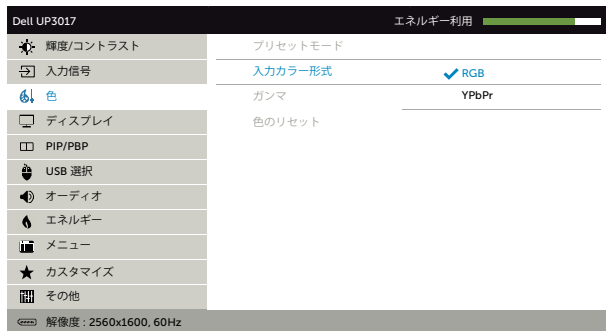 Dell UP3017 エネルギー利用
輝度/コントラスト プリセットモード
入力信号 入力カラー形式 RGB
色 ガンマ YPbPr
ディスプレイ 色のリセット
PIP/PBP
USB 選択
オーディオ
エネルギー
メニュー
カスタマイズ
その他
解像度 : 2560x1600, 60Hz